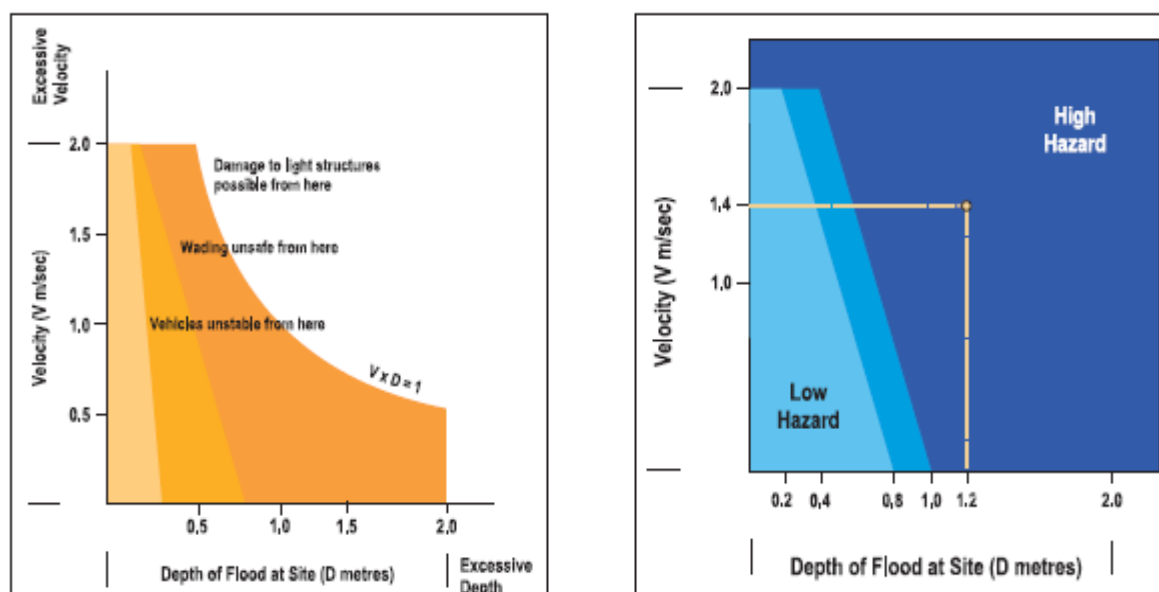 Excessive
Velocity
2.0
Damage to light structures
possible from here
1.5
Wading unsafe from here
Velocity (V m/sec)
1.0
Vehicles unstable from here
V x D = 1
0.5
0.5
1.0
1.5
2.0
Depth of Flood at Site (D metres)
Excessive
Depth
2.0
High
Hazard
1.4
Velocity (V m/sec)
1.0
Low
Hazard
0.2
0.4
0.8
1.0
1.2
2.0
Depth of Flood at Site (D metres)